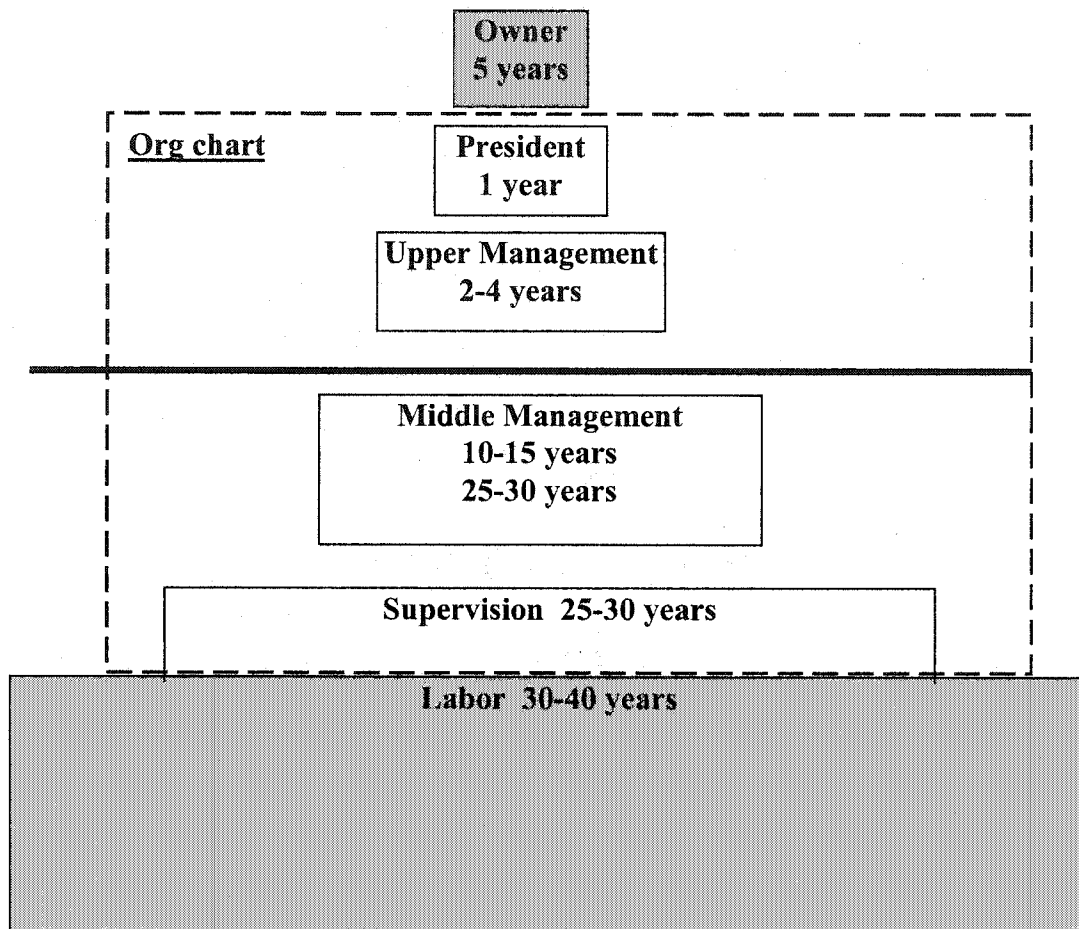 Owner
5 years
Org chart
President
1 year
Upper Management
2-4 years
Middle Management
10-15 years
25-30 years
Supervision 25-30 years
Labor 30-40 years